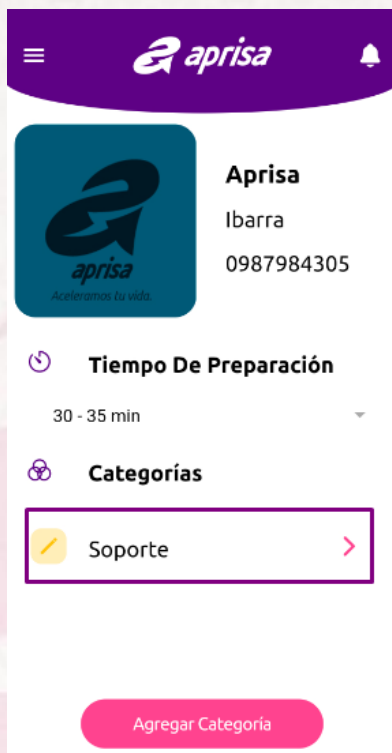 aprisa
Aprisa
Ibarra
0987984305
aprisa
Aceleramos tu vida.
Tiempo De Preparación
30 - 35 min
Categorías
Soporte
Agregar Categoría